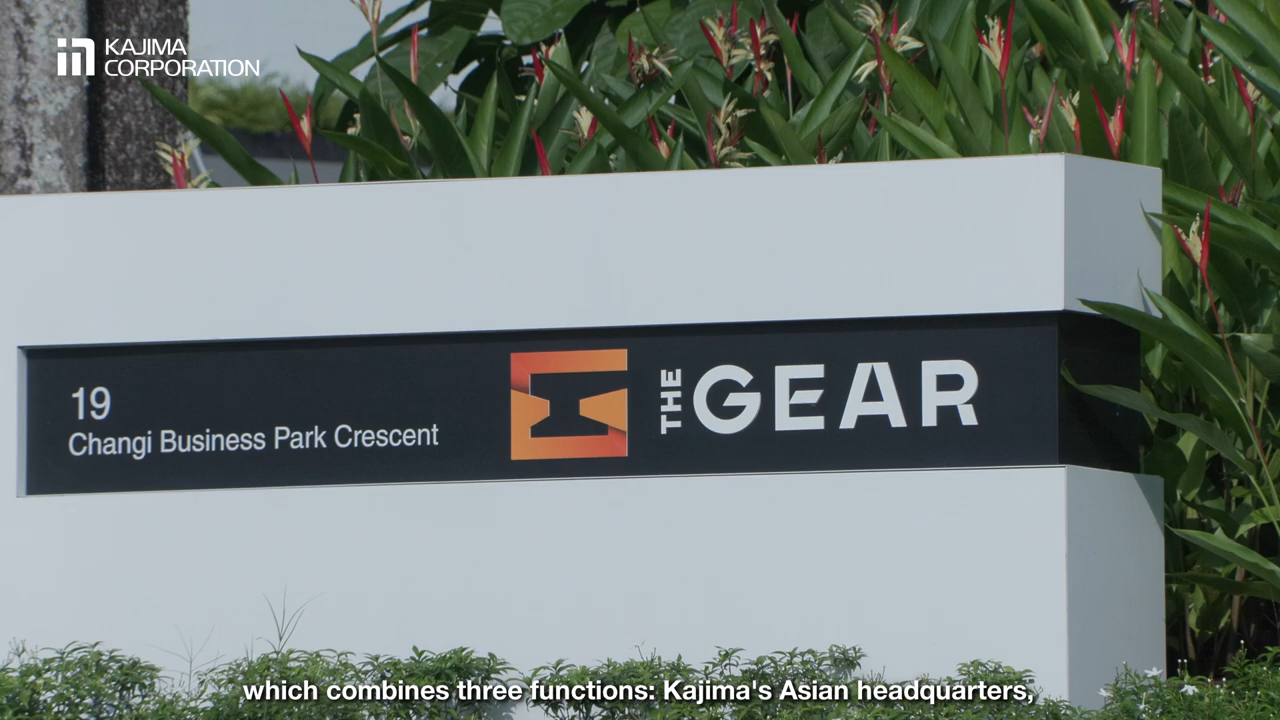 KAJIMA
CORPORATION
19
Changi Business Park Crescent
THE GEAR
which combines three functions: Kajima's Asian headquarters,